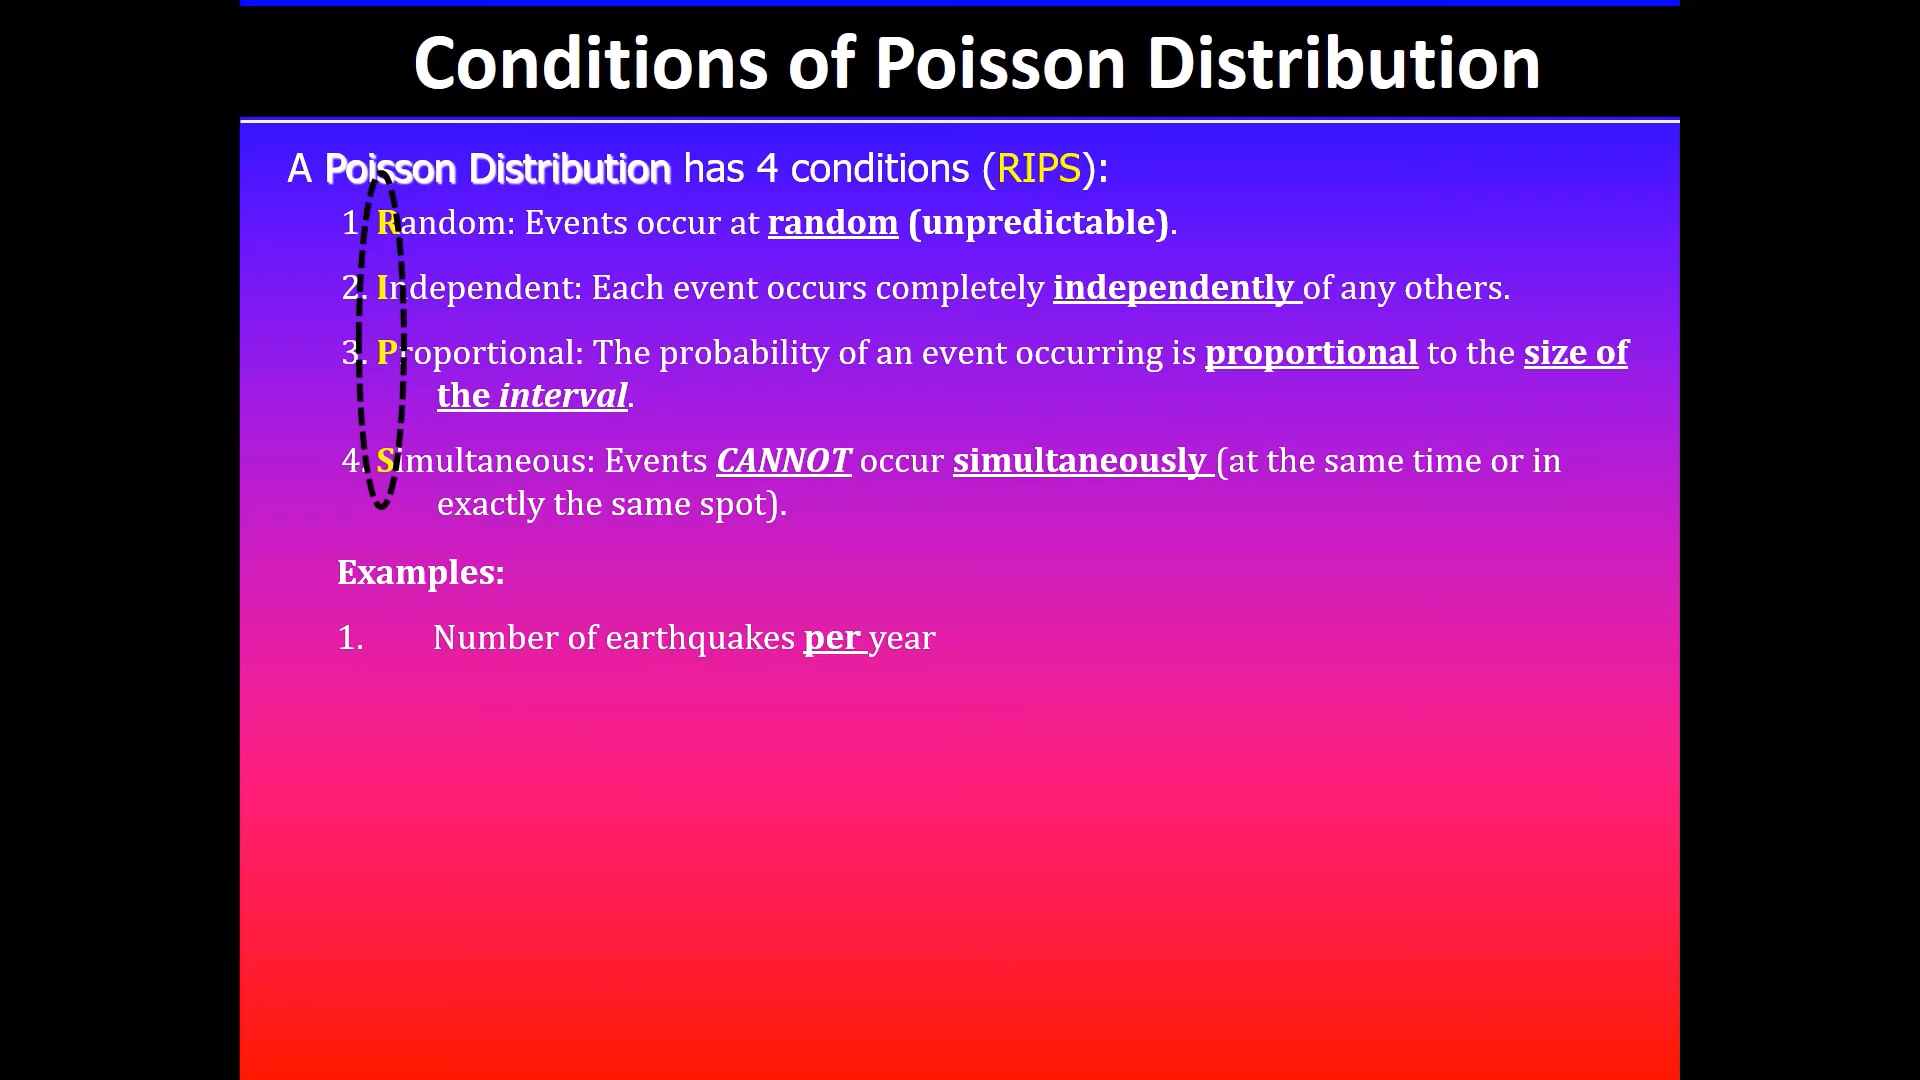 Conditions of Poisson Distribution
A Poisson Distribution has 4 conditions (RIPS):
1. Random: Events occur at random (unpredictable).
2. Independent: Each event occurs completely independently of any others.
3. Proportional: The probability of an event occurring is proportional to the size of
the interval.
4. Simultaneous: Events CANNOT occur simultaneously (at the same time or in
exactly the same spot).
Examples:
1. Number of earthquakes per year